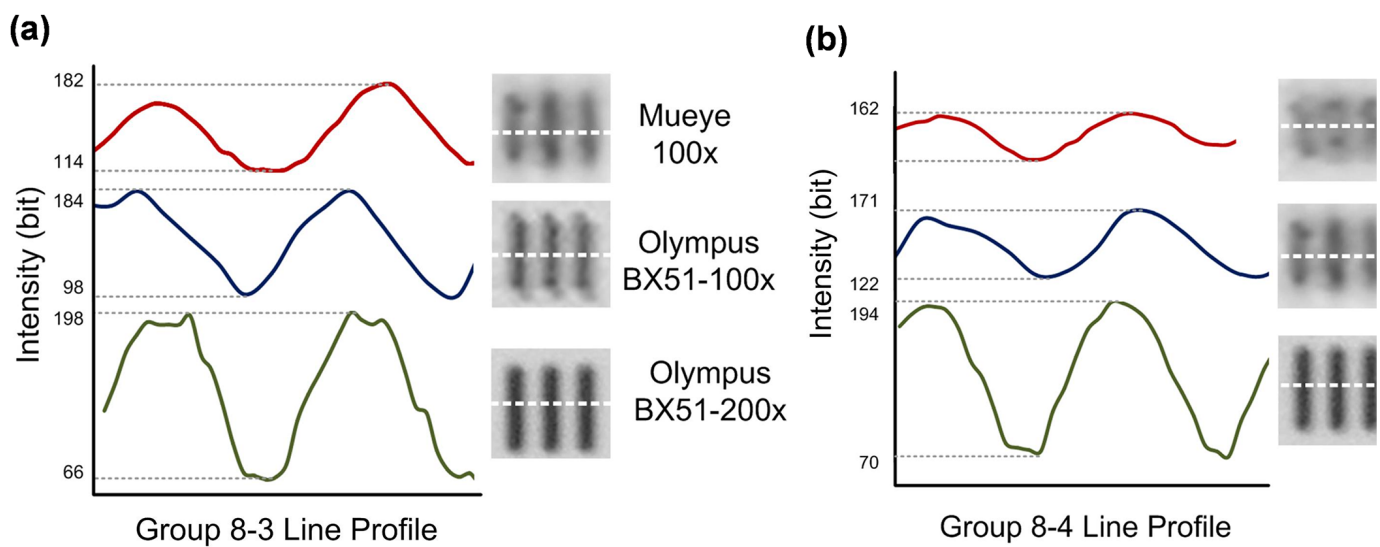 (a)
182
114
184
98
198
66
Intensity (bit)
Group 8-3 Line Profile
Mueye
100x
Olympus
BX51-100x
Olympus
BX51-200x
(b)
162
171
122
194
70
Intensity (bit)
Group 8-4 Line Profile